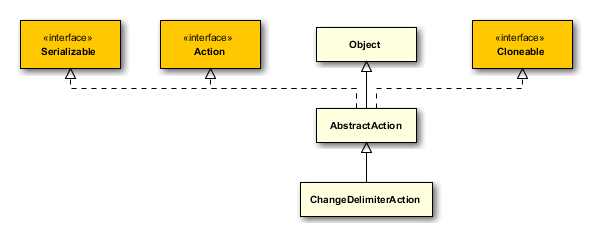 «interface»
Serializable
«interface»
Action
Object
«interface»
Cloneable
AbstractAction
ChangeDelimiterAction